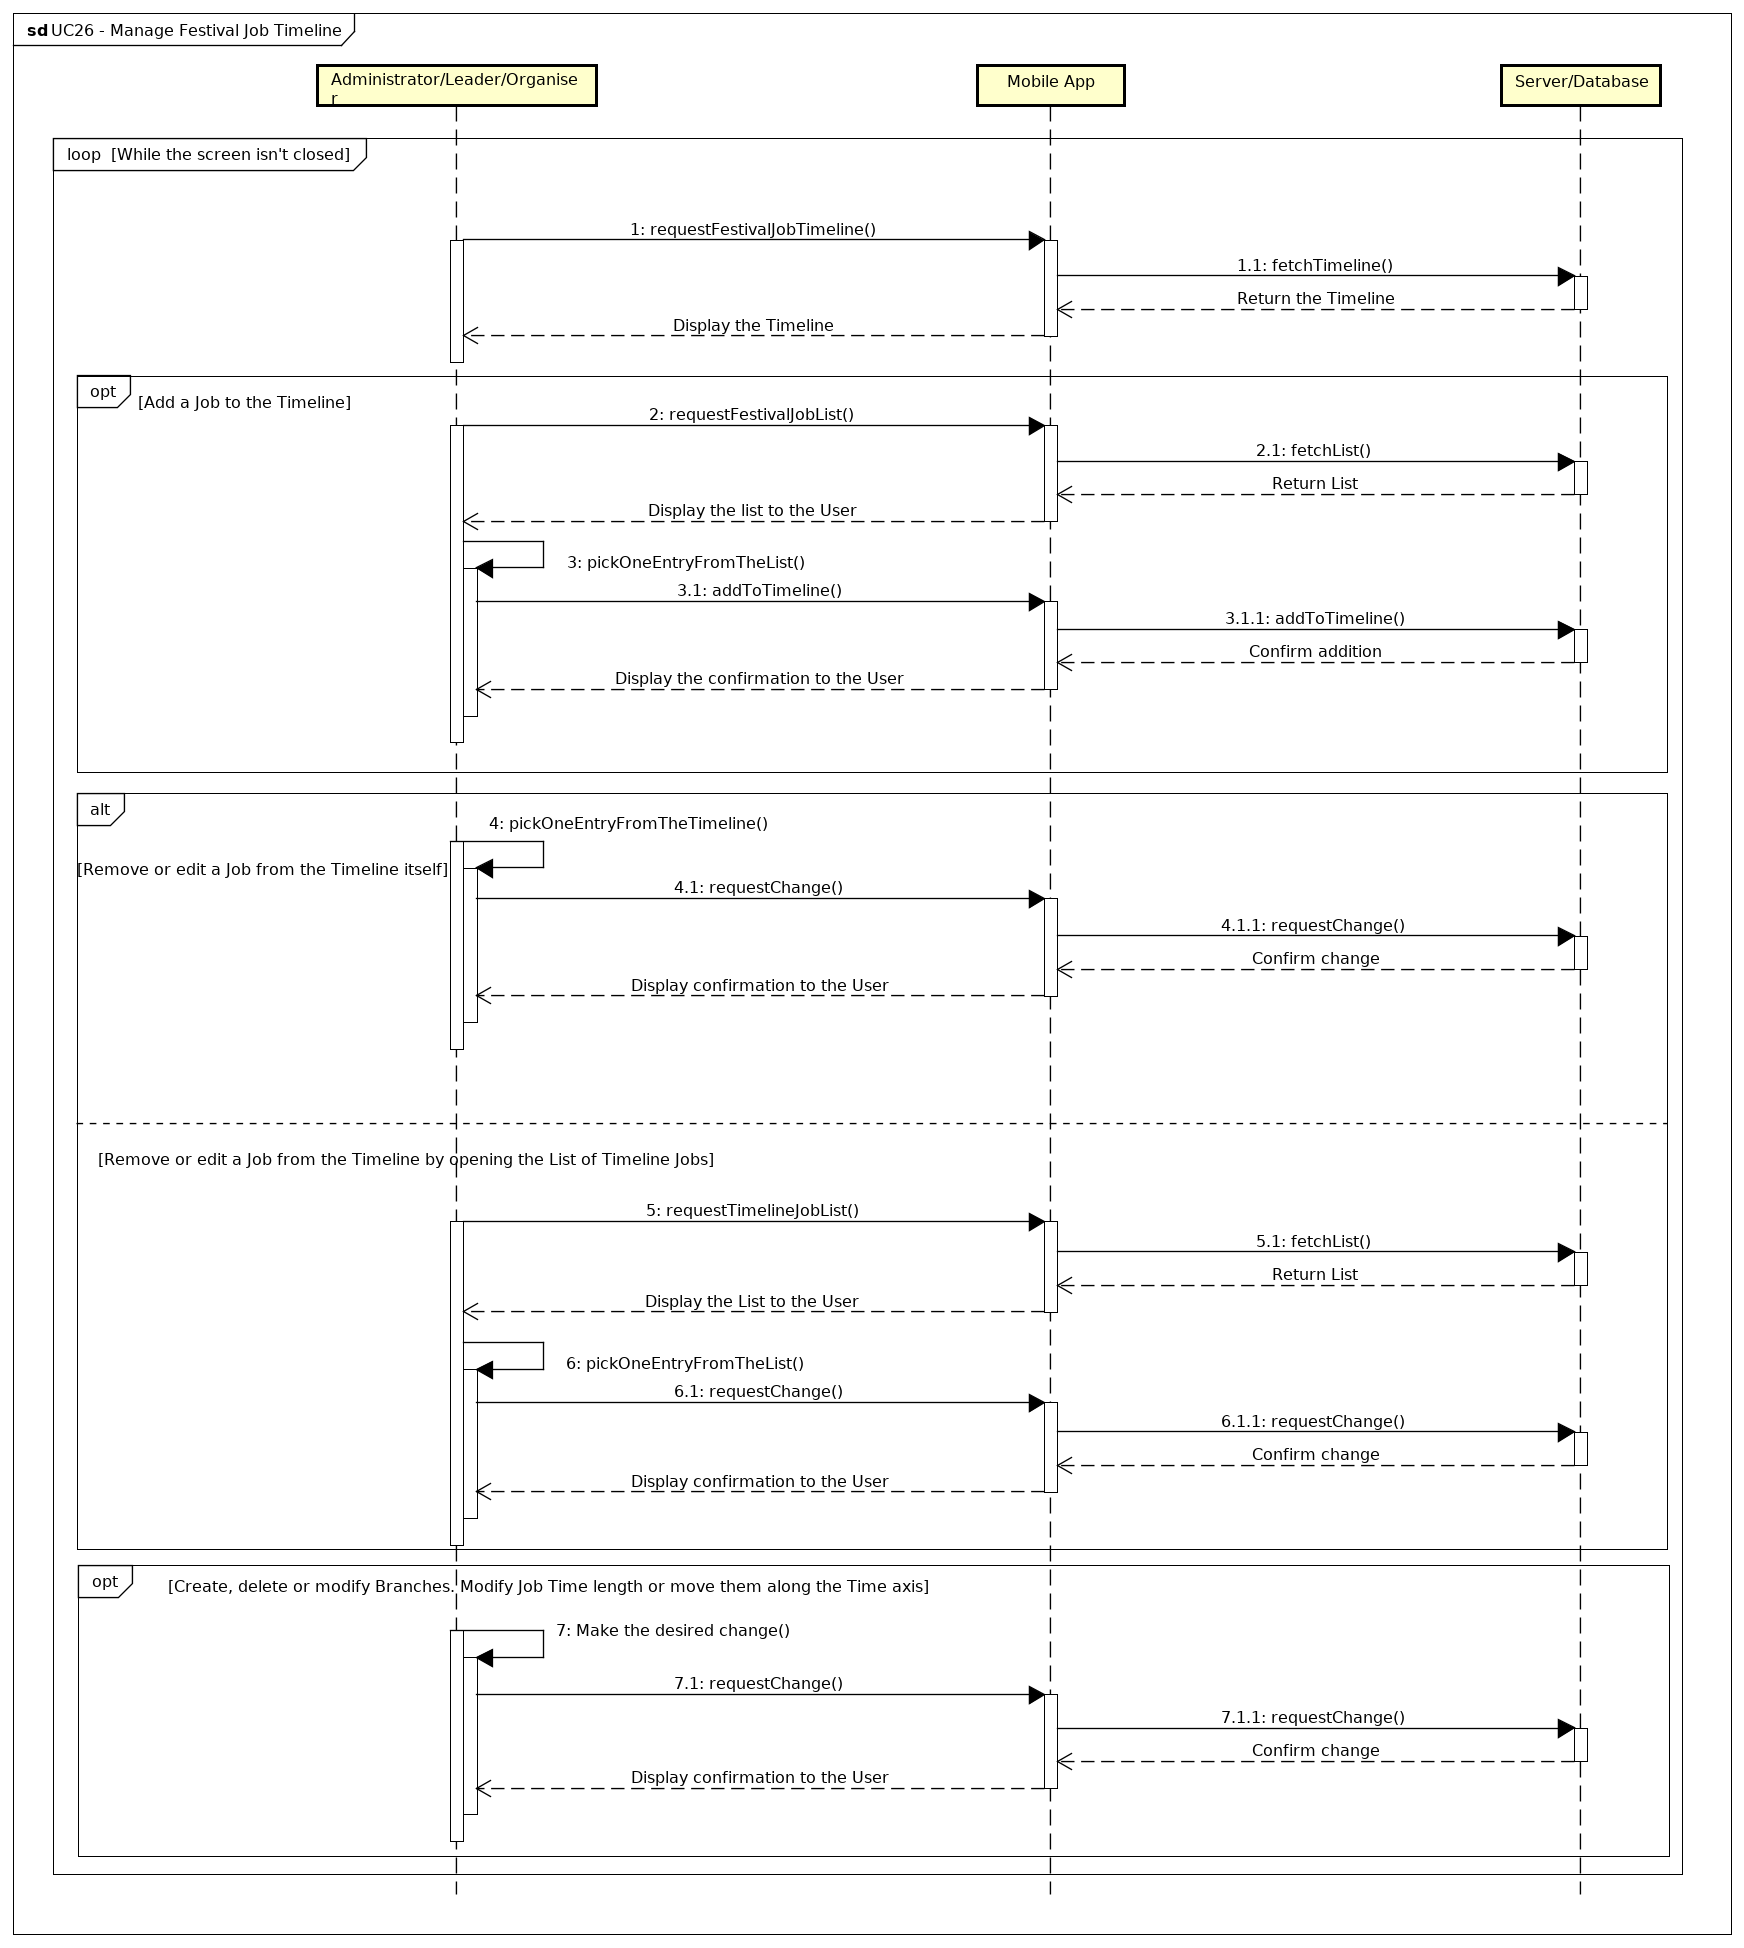 sd UC26 - Manage Festival Job Timeline
Administrator/Leader/Organise
r
Mobile App
Server/Database
loop [While the screen isn't closed]
1: requestFestivalJobTimeline()
1.1: fetchTimeline()
Return the Timeline
Display the Timeline
opt
[Add a Job to the Timeline]
2: requestFestivalJobList()
2.1: fetchList()
Return List
Display the list to the User
3: pickOneEntryFromTheList()
3.1: addToTimeline()
3.1.1: addToTimeline()
Confirm addition
Display the confirmation to the User
alt
4: pickOneEntryFromTheTimeline()
[Remove or edit a Job from the Timeline itself]
4.1: requestChange()
4.1.1: requestChange()
Confirm change
Display confirmation to the User
[Remove or edit a Job from the Timeline by opening the List of Timeline Jobs]
5: requestTimelineJobList()
5.1: fetchList()
Return List
Display the List to the User
6: pickOneEntryFromTheList()
6.1: requestChange()
6.1.1: requestChange()
Confirm change
Display confirmation to the User
opt
[Create, delete or modify Branches. Modify Job Time length or move them along the Time axis]
7: Make the desired change()
7.1: requestChange()
7.1.1: requestChange()
Confirm change
Display confirmation to the User